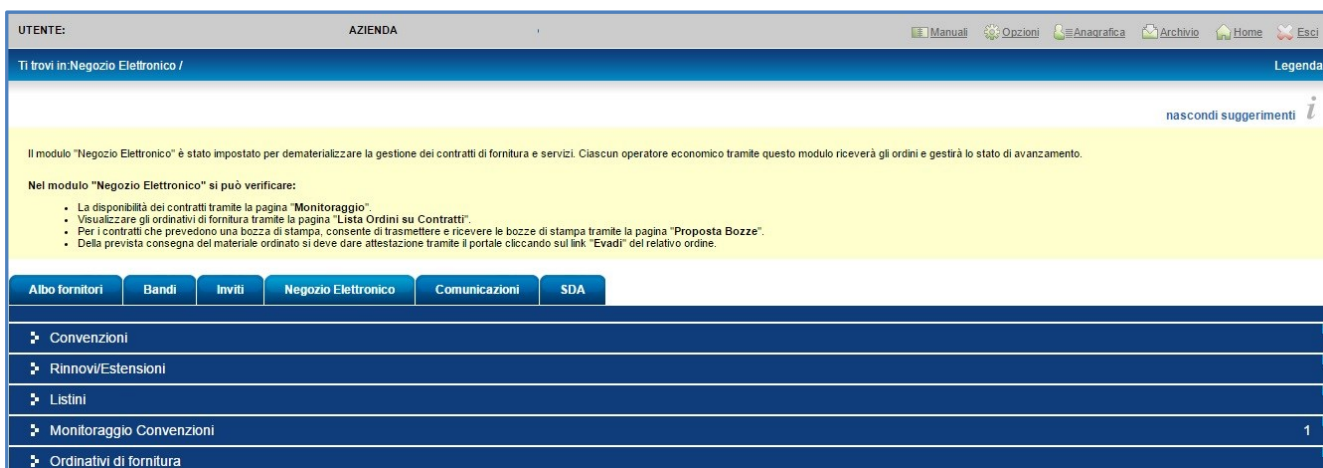 UTENTE: AZIENDA Manuali Opzioni Anagrafica Archivio Home Esci
Ti trovi in:Negozio Elettronico / Legenda
nascondi suggerimenti i
Il modulo "Negozio Elettronico" è stato impostato per dematerializzare la gestione dei contratti di fornitura e servizi. Ciascun operatore economico tramite questo modulo riceverà gli ordini e gestirà lo stato di avanzamento.
Nel modulo "Negozio Elettronico" si può verificare:
• La disponibilità dei contratti tramite la pagina "Monitoraggio".
• Visualizzare gli ordinativi di fornitura tramite la pagina "Lista Ordini su Contratti".
• Per i contratti che prevedono una bozza di stampa, consente di trasmettere e ricevere le bozze di stampa tramite la pagina "Proposta Bozze".
• Della prevista consegna del materiale ordinato si deve dare attestazione tramite il portale cliccando sul link "Evadi" del relativo ordine.
Albo fornitori Bandi Inviti Negozio Elettronico Comunicazioni SDA
Convenzioni
Rinnovi/Estensioni
Listini
Monitoraggio Convenzioni 1
Ordinativi di fornitura